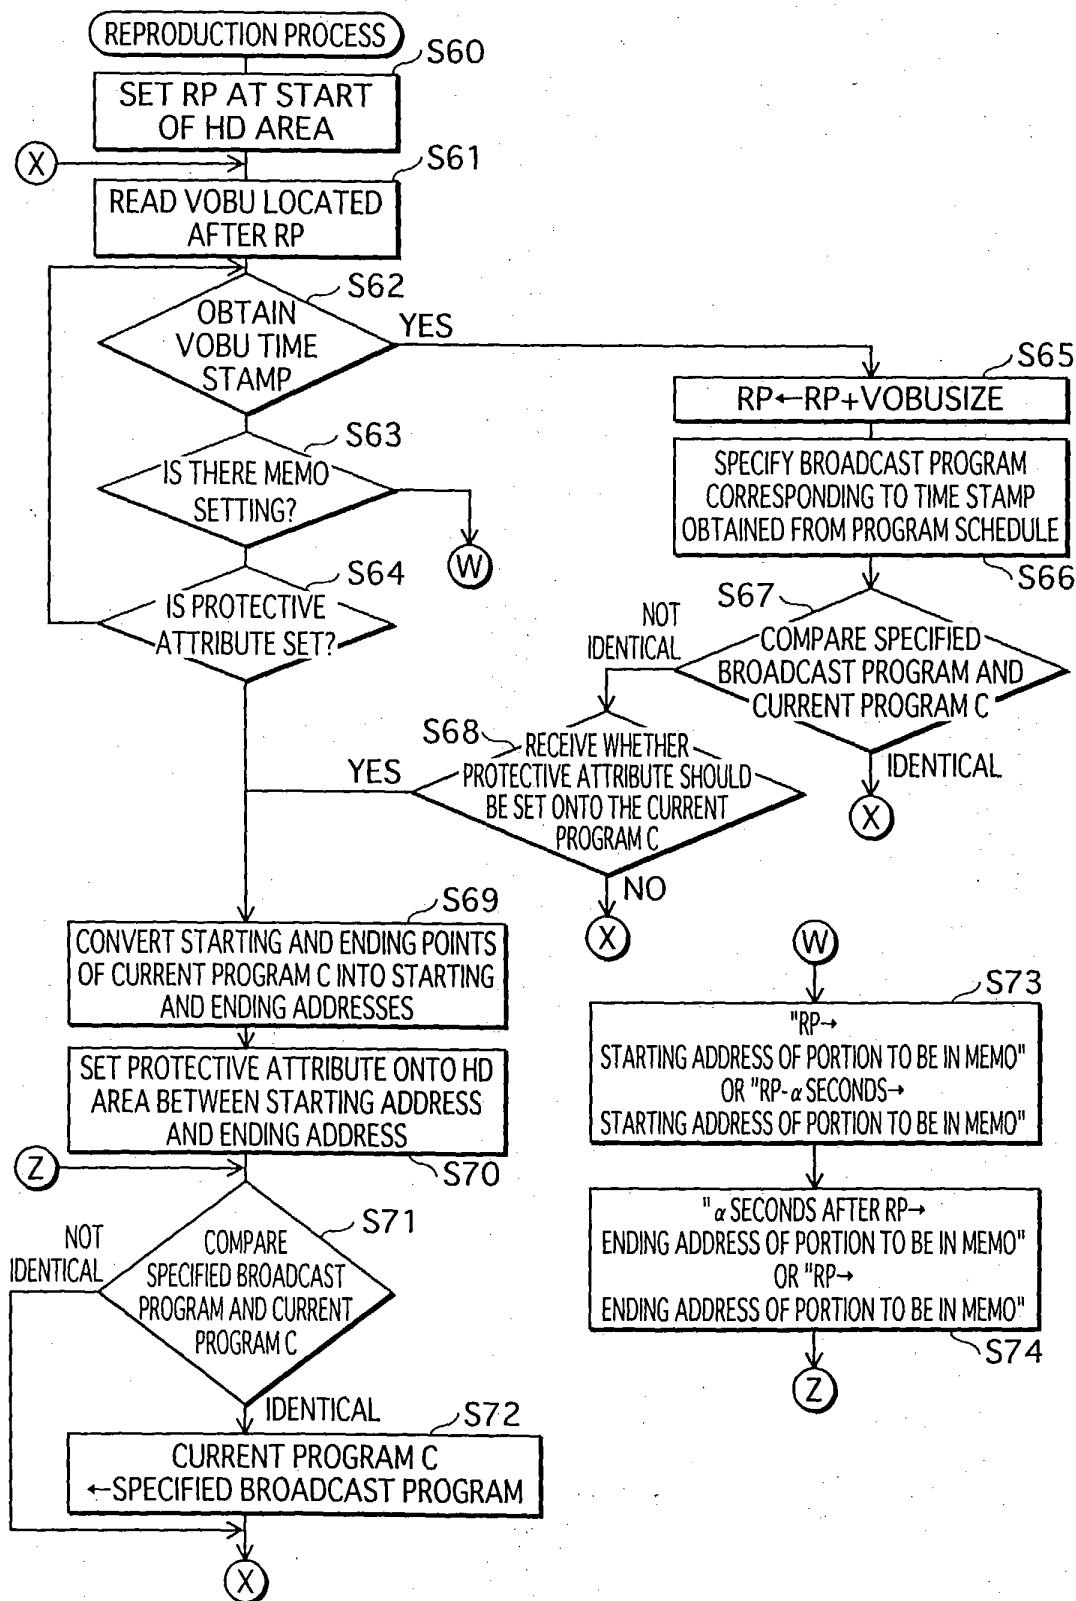 REPRODUCTION PROCESS
S60
SET RP AT START
OF HD AREA
X
S61
READ VOBU LOCATED
AFTER RP
S62
OBTAIN
VOBU TIME
STAMP
YES
S63
IS THERE MEMO
SETTING?
W
S64
IS PROTECTIVE
ATTRIBUTE SET?
S65
RP←RP+VOBUSIZE
SPECIFY BROADCAST PROGRAM
CORRESPONDING TO TIME STAMP
OBTAINED FROM PROGRAM SCHEDULE
S66
S67
NOT
IDENTICAL
COMPARE SPECIFIED
BROADCAST PROGRAM AND
CURRENT PROGRAM C
IDENTICAL
X
S68
YES
RECEIVE WHETHER
PROTECTIVE ATTRIBUTE SHOULD
BE SET ONTO THE CURRENT
PROGRAM C
NO
X
S69
CONVERT STARTING AND ENDING POINTS
OF CURRENT PROGRAM C INTO STARTING
AND ENDING ADDRESSES
SET PROTECTIVE ATTRIBUTE ONTO HD
AREA BETWEEN STARTING ADDRESS
AND ENDING ADDRESS
S70
Z
S71
NOT
IDENTICAL
COMPARE
SPECIFIED BROADCAST
PROGRAM AND CURRENT
PROGRAM C
IDENTICAL
S72
CURRENT PROGRAM C
←SPECIFIED BROADCAST PROGRAM
X
W
S73
"RP→
STARTING ADDRESS OF PORTION TO BE IN MEMO"
OR "RP-α SECONDS→
STARTING ADDRESS OF PORTION TO BE IN MEMO"
"α SECONDS AFTER RP→
ENDING ADDRESS OF PORTION TO BE IN MEMO"
OR "RP→
ENDING ADDRESS OF PORTION TO BE IN MEMO"
S74
Z